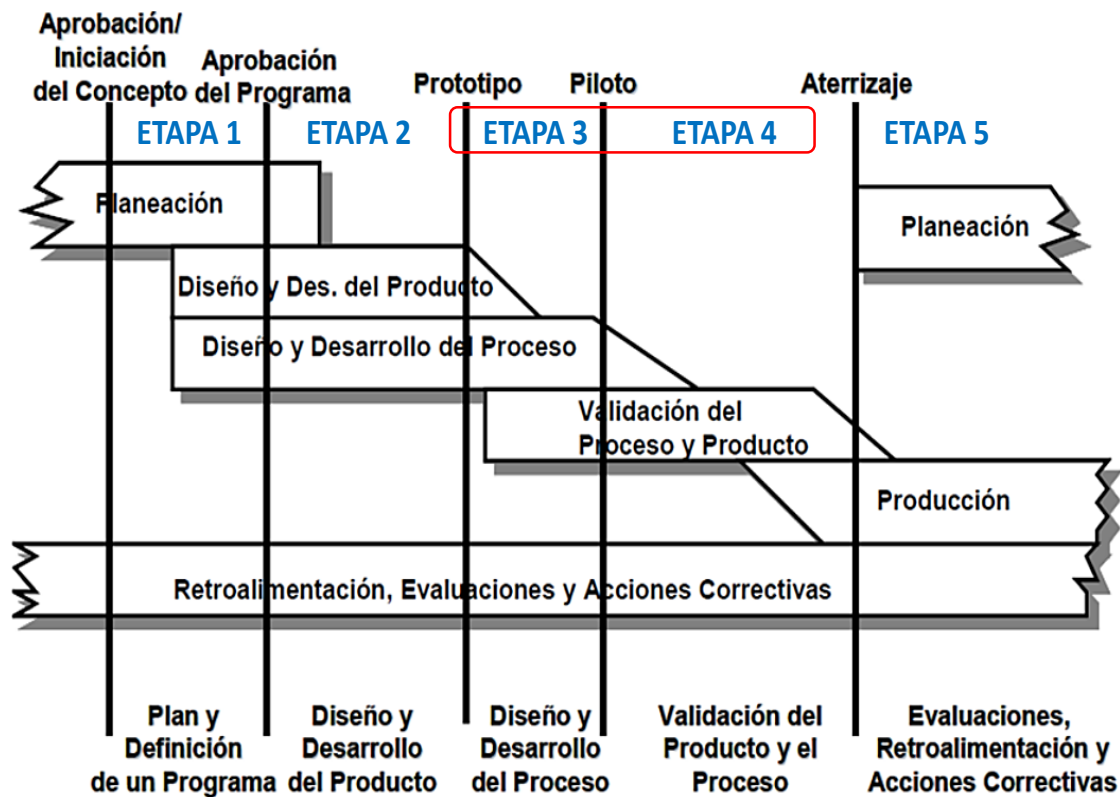 Aprobación/
Iniciación
del Concepto
Aprobación
del Programa
Prototipo
Piloto
Aterrizaje
ETAPA 1
ETAPA 2
ETAPA 3
ETAPA 4
ETAPA 5
Planeación
Planeación
Diseño y Des. del Producto
Diseño y Desarrollo del Proceso
Validación del
Proceso y Producto
Producción
Retroalimentación, Evaluaciones y Acciones Correctivas
Plan y
Definición
de un Programa
Diseño y
Desarrollo
del Producto
Diseño y
Desarrollo
del Proceso
Validación del
Producto y el
Proceso
Evaluaciones,
Retroalimentación y
Acciones Correctivas